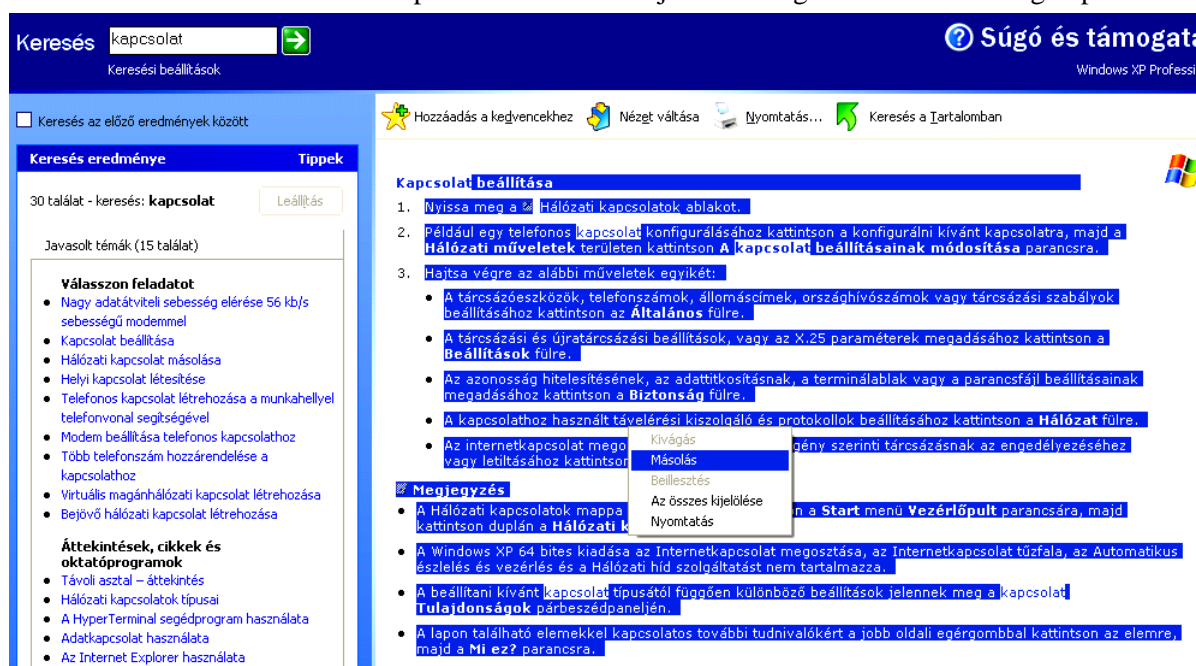 Keresés
kapcsolat
Keresési beállítások
Súgó és támogatá
Windows XP Professi
Keresés az előző eredmények között
Hozzáadás a kedvencekhez
Nézet váltása
Nyomtatás...
Keresés a Tartalomban
Keresés eredménye
Tippek
30 találat - keresés: kapcsolat
Leállítás
Javasolt témák (15 találat)
Válasszon feladatot
• Nagy adatátviteli sebesség elérése 56 kb/s
sebességű modemmel
• Kapcsolat beállítása
• Hálózati kapcsolat másolása
• Helyi kapcsolat létesítése
• Telefonos kapcsolat létrehozása a munkahellyel
telefonvonal segítségével
• Modem beállítása telefonos kapcsolathoz
• Több telefonszám hozzárendelése a
kapcsolathoz
• Virtuális magánhálózati kapcsolat létrehozása
• Bejövő hálózati kapcsolat létrehozása
Áttekintések, cikkek és
oktatóprogramok
• Távoli asztal – áttekintés
• Hálózati kapcsolatok típusai
• A HyperTerminal segédprogram használata
• Adatkapcsolat használata
• Az Internet Explorer használata
Kapcsolat beállítása
1. Nyissa meg a Hálózati kapcsolatok ablakot.
2. Például egy telefonos kapcsolat konfigurálásához kattintson a konfigurálni kívánt kapcsolatra, majd a
Hálózati műveletek területen kattintson A kapcsolat beállításainak módosítása parancsra.
3. Hajtsa végre az alábbi műveletek egyikét:
• A tárcsázóeszközök, telefonszámok, állomáscímek, országhívószámok vagy tárcsázási szabályok
beállításához kattintson az Általános fülre.
• A tárcsázási és újratárcsázási beállítások, vagy az X.25 paraméterek megadásához kattintson a
Beállítások fülre.
• Az azonosság hitelesítésének, az adattitkosításnak, a terminálablak vagy a parancsfájl beállításainak
megadásához kattintson a Biztonság fülre.
• A kapcsolathoz használt távelérési kiszolgáló és protokollok beállításához kattintson a Hálózat fülre.
• Az internetkapcsolat mego gény szerinti tárcsázásnak az engedélyezéséhez
vagy letiltásához kattintson
Kivágás
Másolás
Beillesztés
Az összes kijelölése
Nyomtatás
Megjegyzés
• A Hálózati kapcsolatok mappa n a Start menü Vezérlőpult parancsára, majd
kattintson duplán a Hálózati k
• A Windows XP 64 bites kiadása az Internetkapcsolat megosztása, az Internetkapcsolat tűzfala, az Automatikus
észlelés és vezérlés és a Hálózati híd szolgáltatást nem tartalmazza.
• A beállítani kívánt kapcsolat típusától függően különböző beállítások jelennek meg a kapcsolat
Tulajdonságok párbeszédpaneljén.
• A lapon található elemekkel kapcsolatos további tudnivalókért a jobb oldali egérgombbal kattintson az elemre,
majd a Mi ez? parancsra.